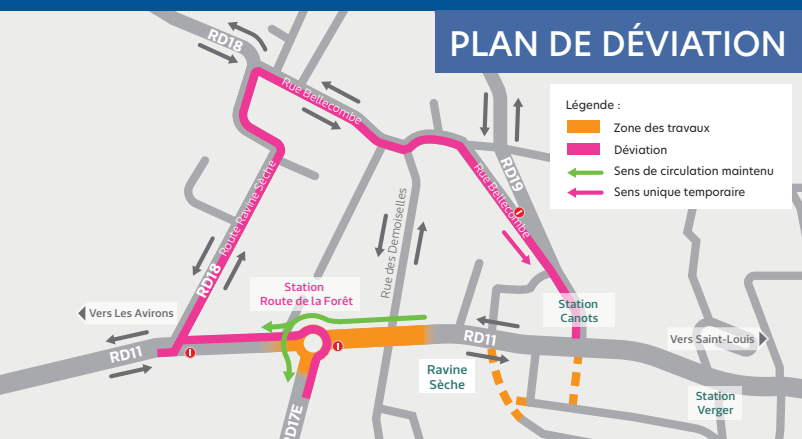 PLAN DE DÉVIATION
Légende :
Zone des travaux
Déviation
Sens de circulation maintenu
Sens unique temporaire
RD18
Rue Bellecombe
RD19
Rue Bellecombe
Route Ravine Sèche
RD18
Rue des Demoiselles
Station
Route de la Forêt
Vers Les Avirons
Station
Canots
RD11
RD11
Vers Saint-Louis
Ravine
Sèche
Station
Verger
RD17E